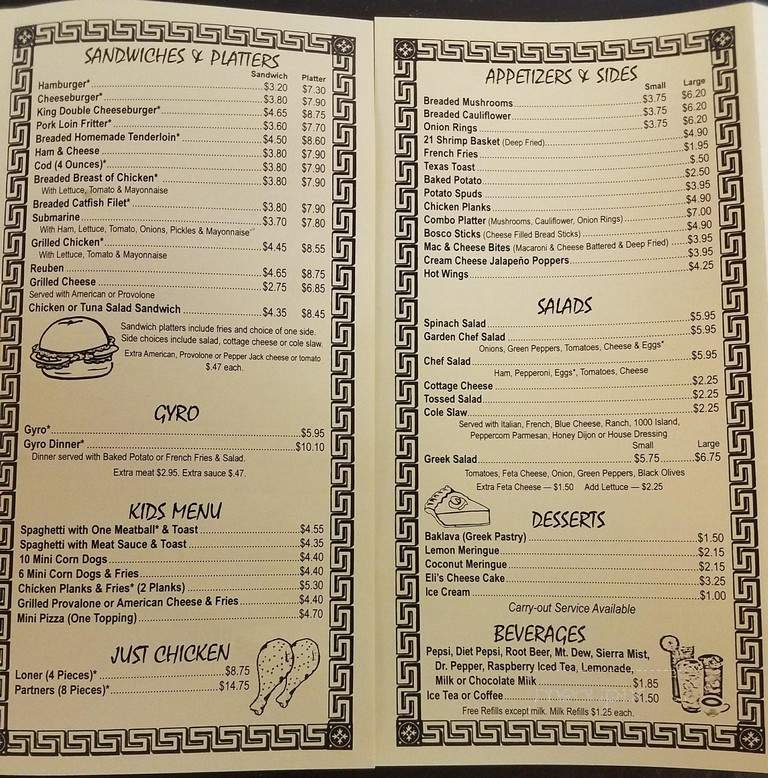 SANDWICHES & PLATTERS
Sandwich Platter
Hamburger* $3.20 $7.30
Cheeseburger* $3.80 $7.90
King Double Cheeseburger* $4.65 $8.75
Pork Loin Fritter* $3.60 $7.70
Breaded Homemade Tenderloin* $4.50 $8.60
Ham & Cheese $3.80 $7.90
Cod (4 Ounces)* $3.80 $7.90
Breaded Breast of Chicken* $3.80 $7.90
With Lettuce, Tomato & Mayonnaise
Breaded Catfish Filet* $3.80 $7.90
Submarine $3.70 $7.80
With Ham, Lettuce, Tomato, Onions, Pickles & Mayonnaise
Grilled Chicken* $4.45 $8.55
With Lettuce, Tomato & Mayonnaise
Reuben $4.65 $8.75
Grilled Cheese $2.75 $6.85
Served with American or Provolone
Chicken or Tuna Salad Sandwich $4.35 $8.45
Sandwich platters include fries and choice of one side.
Side choices include salad, cottage cheese or cole slaw.
Extra American, Provolone or Pepper Jack cheese or tomato
$.47 each.
GYRO
Gyro* $5.95
Gyro Dinner* $10.10
Dinner served with Baked Potato or French Fries & Salad.
Extra meat $2.95. Extra sauce $.47.
KIDS MENU
Spaghetti with One Meatball* & Toast $4.55
Spaghetti with Meat Sauce & Toast $4.35
10 Mini Corn Dogs $4.40
6 Mini Corn Dogs & Fries $4.40
Chicken Planks & Fries* (2 Planks) $5.30
Grilled Provalone or American Cheese & Fries $4.40
Mini Pizza (One Topping) $4.70
JUST CHICKEN
Loner (4 Pieces)* $8.75
Partners (8 Pieces)* $14.75
APPETIZERS & SIDES
Small Large
Breaded Mushrooms $3.75 $6.20
Breaded Cauliflower $3.75 $6.20
Onion Rings $3.75 $6.20
21 Shrimp Basket (Deep Fried) $4.90
French Fries $1.95
Texas Toast $.50
Baked Potato $2.50
Potato Spuds $3.95
Chicken Planks $4.90
Combo Platter (Mushrooms, Cauliflower, Onion Rings) $7.00
Bosco Sticks (Cheese Filled Bread Sticks) $4.90
Mac & Cheese Bites (Macaroni & Cheese Battered & Deep Fried) $3.95
Cream Cheese Jalapeño Poppers $3.95
Hot Wings $4.25
SALADS
Spinach Salad $5.95
Garden Chef Salad $5.95
Onions, Green Peppers, Tomatoes, Cheese & Eggs*
Chef Salad $5.95
Ham, Pepperoni, Eggs*, Tomatoes, Cheese
Cottage Cheese $2.25
Tossed Salad $2.25
Cole Slaw $2.25
Served with Italian, French, Blue Cheese, Ranch, 1000 Island,
Peppercorn Parmesan, Honey Dijon or House Dressing
Small Large
Greek Salad $5.75 $6.75
Tomatoes, Feta Cheese, Onion, Green Peppers, Black Olives
Extra Feta Cheese — $1.50 Add Lettuce — $2.25
DESSERTS
Baklava (Greek Pastry) $1.50
Lemon Meringue $2.15
Coconut Meringue $2.15
Eli's Cheese Cake $3.25
Ice Cream $1.00
Carry-out Service Available
BEVERAGES
Pepsi, Diet Pepsi, Root Beer, Mt. Dew, Sierra Mist,
Dr. Pepper, Raspberry Iced Tea, Lemonade,
Milk or Chocolate Milk $1.85
Ice Tea or Coffee $1.50
Free Refills except milk. Milk Refills $1.25 each.